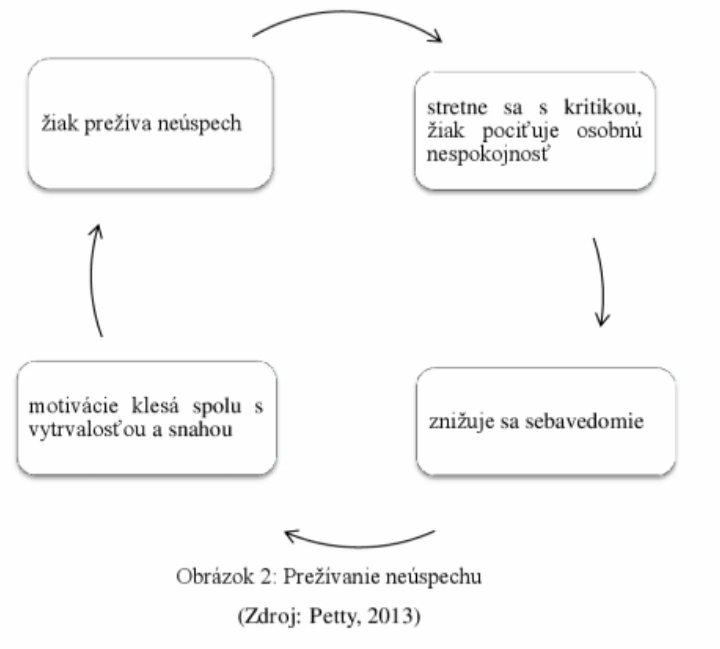 žiak prežíva neúspech
stretne sa s kritikou,
žiak pociťuje osobnú
nespokojnosť
motivácie klesá spolu s
vytrvalosťou a snahou
znižuje sa sebavedomie
Obrázok 2: Prežívanie neúspechu
(Zdroj: Petty, 2013)